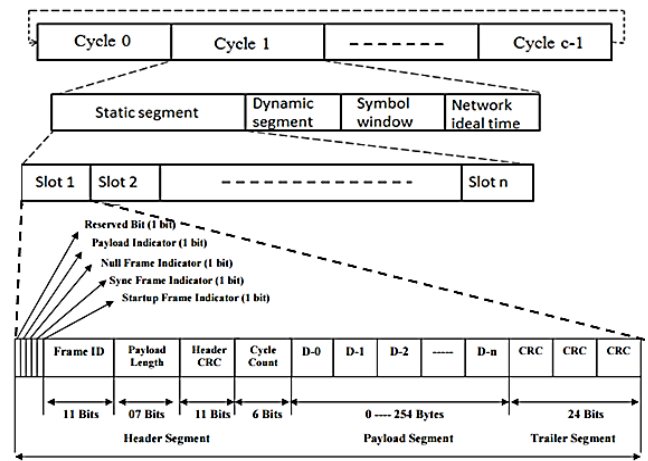 Cycle 0 Cycle 1 Cycle c-1
Static segment Dynamic segment Symbol window Network ideal time
Slot 1 Slot 2 Slot n
Reserved Bit (1 bit)
Payload Indicator (1 bit)
Null Frame Indicator (1 bit)
Sync Frame Indicator (1 bit)
Startup Frame Indicator (1 bit)
Frame ID Payload Length Header CRC Cycle Count D-0 D-1 D-2 ----- D-n CRC CRC CRC
11 Bits 07 Bits 11 Bits 6 Bits 0 ---- 254 Bytes 24 Bits
Header Segment Payload Segment Trailer Segment